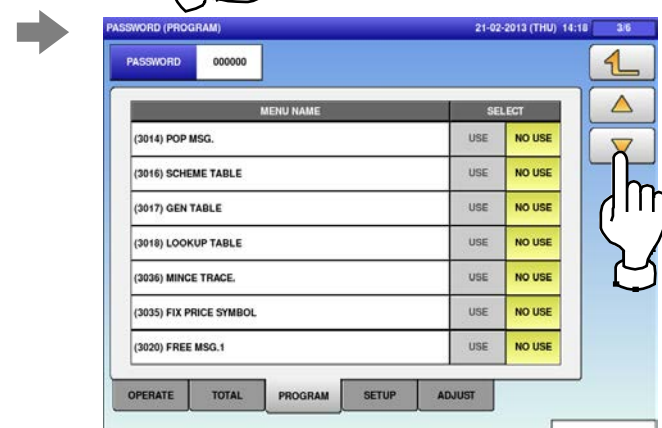 PASSWORD (PROGRAM) 21-02-2013 (THU) 14:18 3/6
PASSWORD 000000
MENU NAME SELECT
(3014) POP MSG. USE NO USE
(3016) SCHEME TABLE USE NO USE
(3017) GEN TABLE USE NO USE
(3018) LOOKUP TABLE USE NO USE
(3036) MINCE TRACE. USE NO USE
(3035) FIX PRICE SYMBOL USE NO USE
(3020) FREE MSG.1 USE NO USE
OPERATE TOTAL PROGRAM SETUP ADJUST